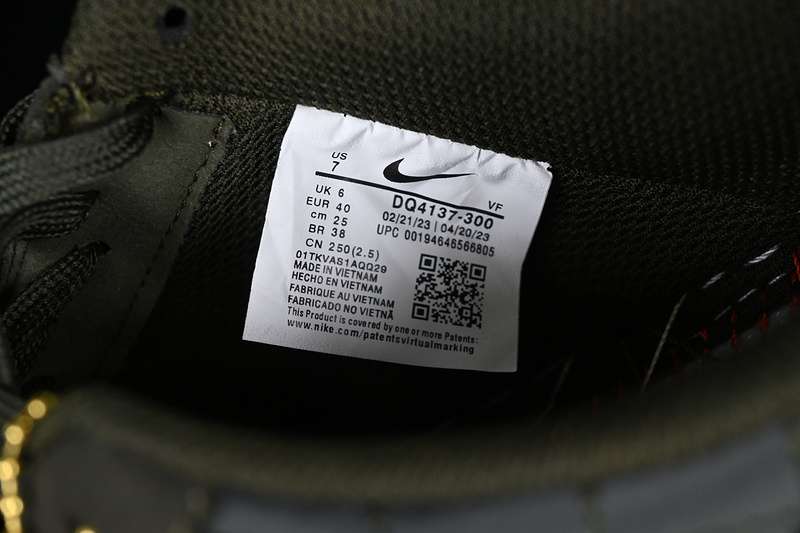 US
7
UK 6
EUR 40
cm 25
BR 38
CN 250(2.5)
VF
DQ4137-300
02/21/23 | 04/20/23
UPC 00194646566805
01TKVAS1AQQ29
MADE IN VIETNAM
HECHO EN VIETNAM
FABRIQUE AU VIETNAM
FABRICADO NO VIETNÃ
This Product is covered by one or more Patents:
www.nike.com/patentsvirtualmarking